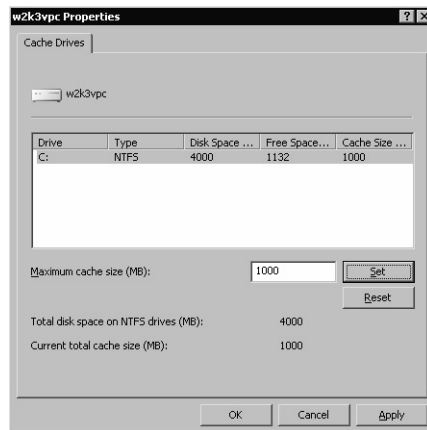 w2k3vpc Properties
Cache Drives
w2k3vpc
Drive Type Disk Space ... Free Space... Cache Size ...
C: NTFS 4000 1132 1000
Maximum cache size (MB): 1000 Set
Reset
Total disk space on NTFS drives (MB): 4000
Current total cache size (MB): 1000
OK Cancel Apply